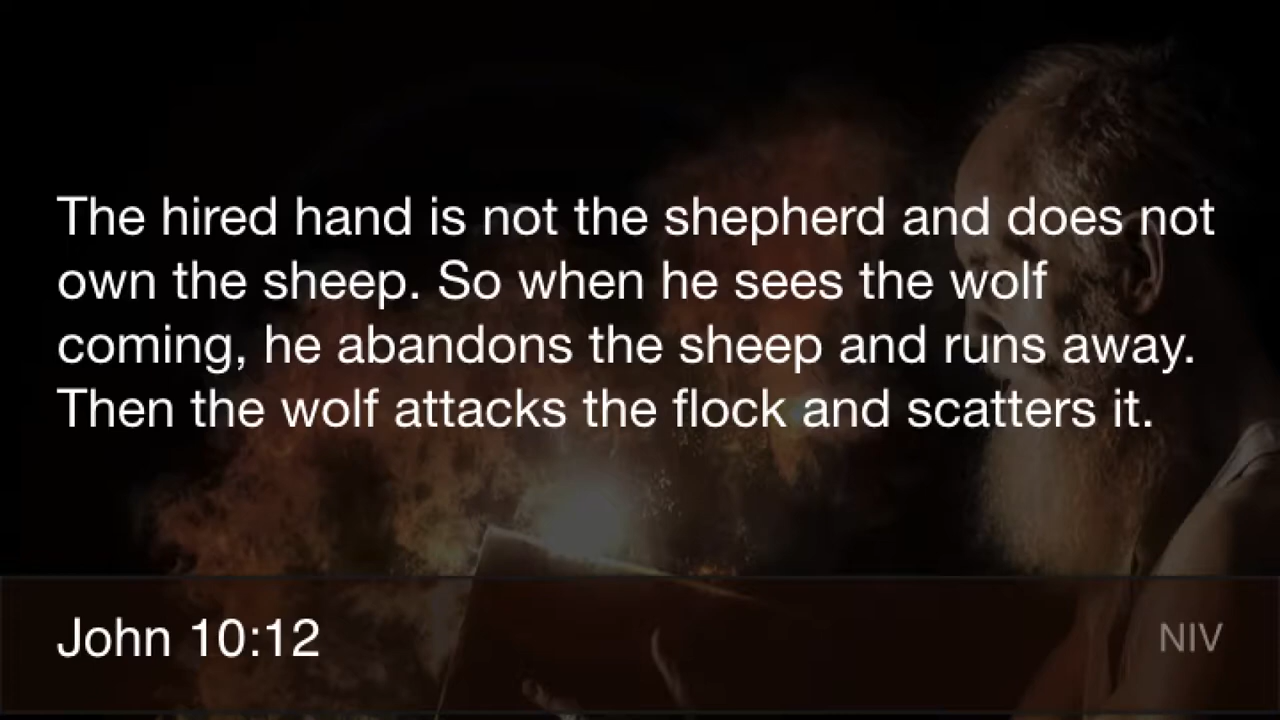 The hired hand is not the shepherd and does not
own the sheep. So when he sees the wolf
coming, he abandons the sheep and runs away.
Then the wolf attacks the flock and scatters it.
John 10:12
NIV